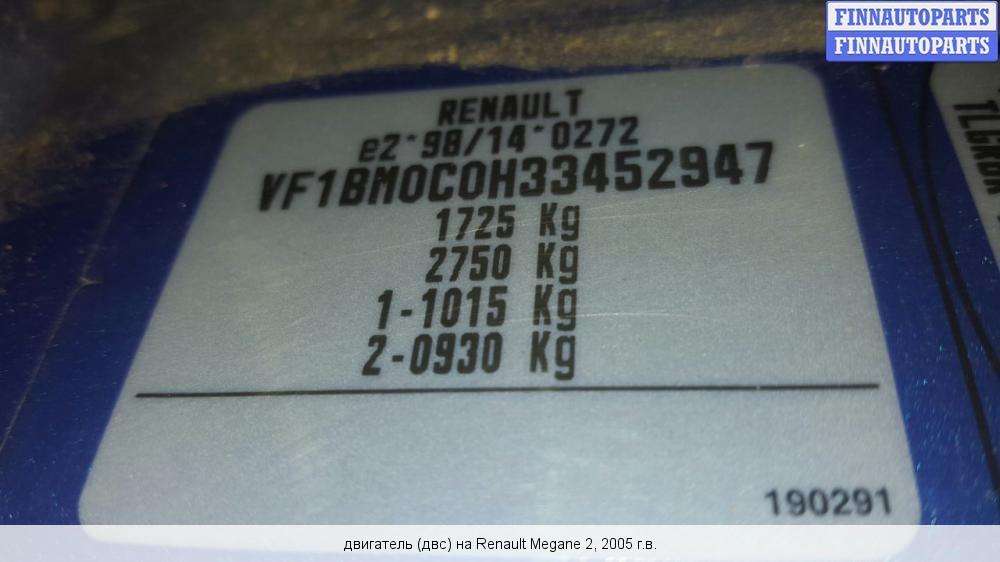 FINNAUTOPARTS
FINNAUTOPARTS
RENAULT
e2*98/14*0272
VF1BM0C0H33452947
1725 Kg
2750 Kg
1-1015 Kg
2-0930 Kg
190291
двигатель (двс) на Renault Megane 2, 2005 г.в.